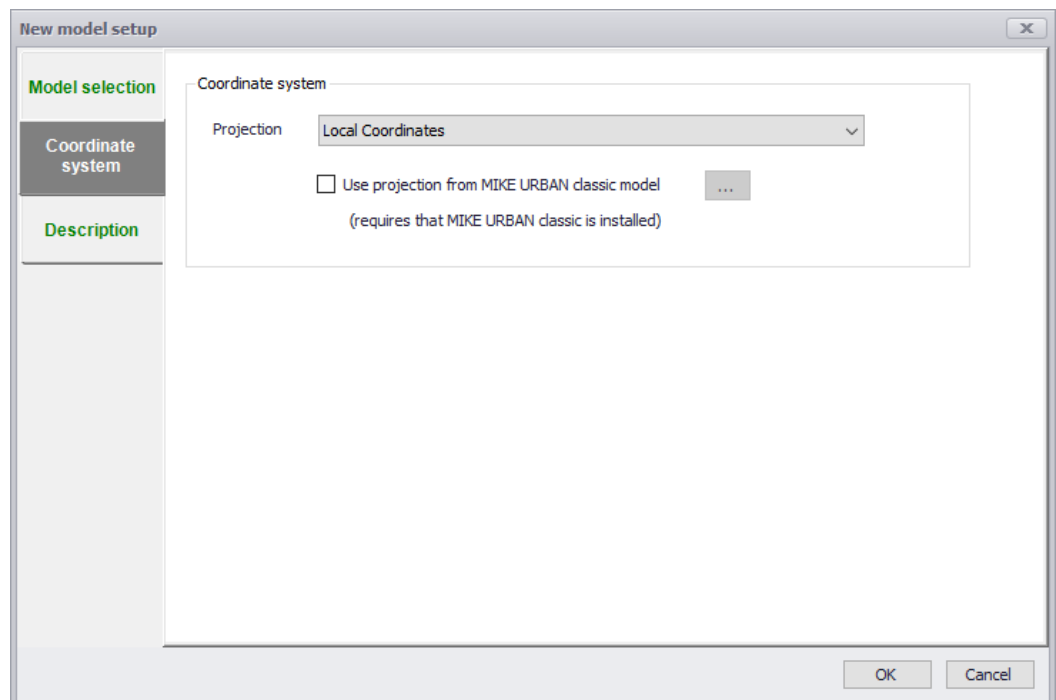 New model setup
Model selection
Coordinate
system
Description
Coordinate system
Projection
Local Coordinates
Use projection from MIKE URBAN classic model
...
(requires that MIKE URBAN classic is installed)
OK
Cancel